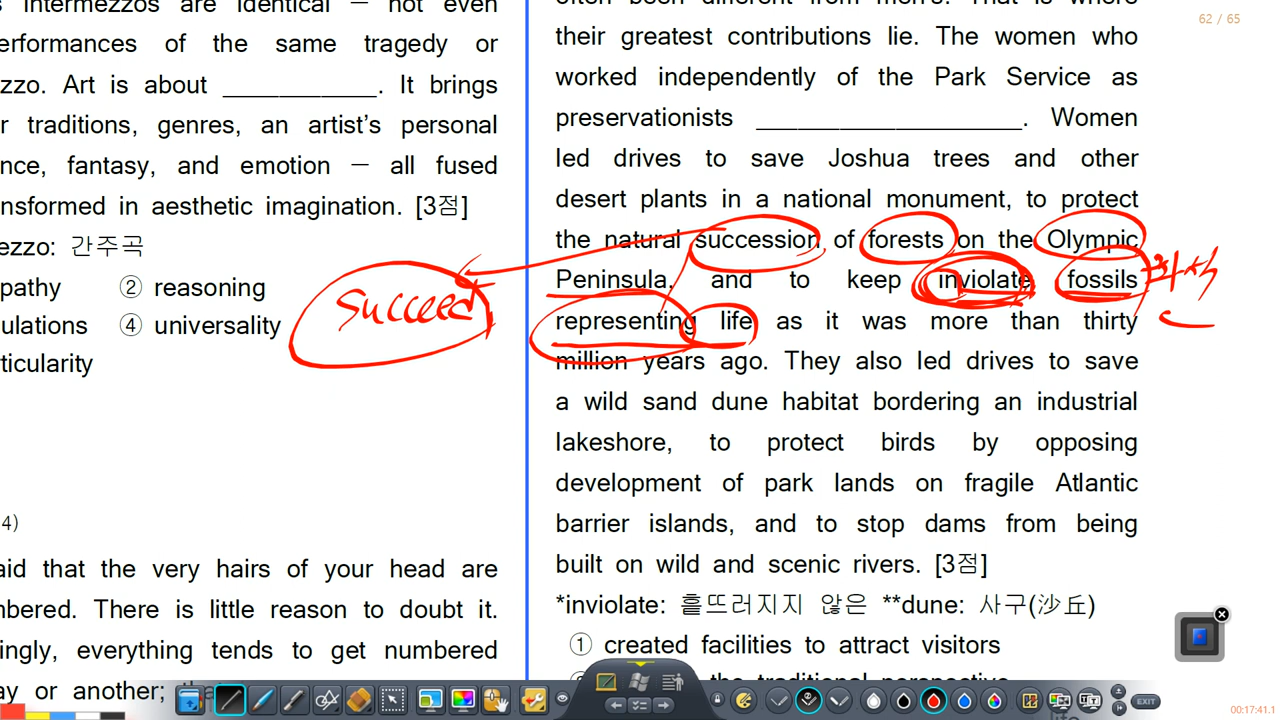 intermezzos are identical — not even
erformances of the same tragedy or
zzo. Art is about ___________. It brings
r traditions, genres, an artist's personal
nce, fantasy, and emotion — all fused
nsformed in aesthetic imagination. [3점]
nezzo: 간주곡
pathy ② reasoning
ulations ④ universality
ticularity
succeed
4)
aid that the very hairs of your head are
nbered. There is little reason to doubt it.
ingly, everything tends to get numbered
ay or another;
their greatest contributions lie. The women who
worked independently of the Park Service as
preservationists ___________________. Women
led drives to save Joshua trees and other
desert plants in a national monument, to protect
the natural succession of forests on the Olympic
Peninsula, and to keep inviolate fossils
화석
representing life as it was more than thirty
million years ago. They also led drives to save
a wild sand dune habitat bordering an industrial
lakeshore, to protect birds by opposing
development of park lands on fragile Atlantic
barrier islands, and to stop dams from being
built on wild and scenic rivers. [3점]
*inviolate: 흩뜨러지지 않은 **dune: 사구(沙丘)
① created facilities to attract visitors
62 / 65
EXIT
00:17:41.1